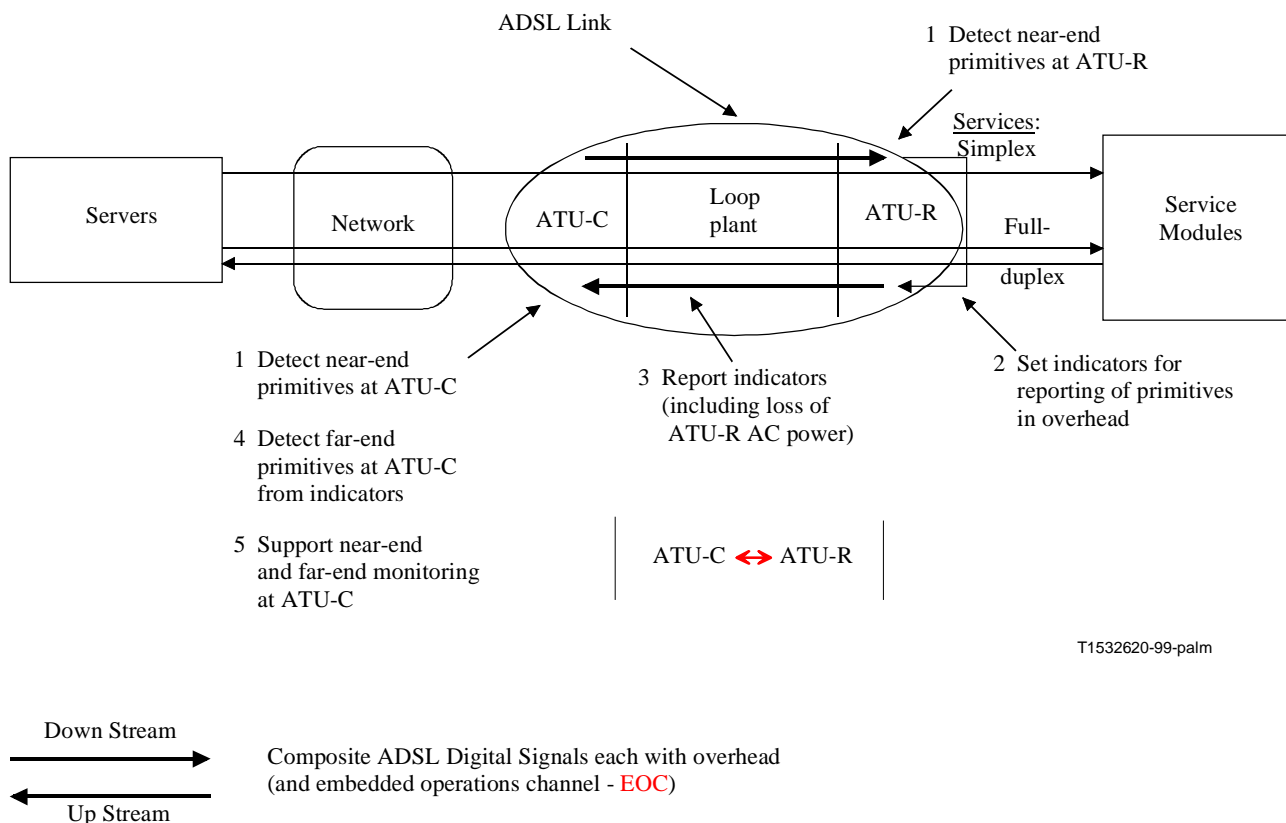 ADSL Link
1 Detect near-end
primitives at ATU-R
Services:
Simplex
Servers
Network
ATU-C
Loop
plant
ATU-R
Full-
duplex
Service
Modules
1 Detect near-end
primitives at ATU-C
4 Detect far-end
primitives at ATU-C
from indicators
5 Support near-end
and far-end monitoring
at ATU-C
3 Report indicators
(including loss of
ATU-R AC power)
2 Set indicators for
reporting of primitives
in overhead
ATU-C ATU-R
T1532620-99-palm
Down Stream
Up Stream
Composite ADSL Digital Signals each with overhead
(and embedded operations channel - EOC)